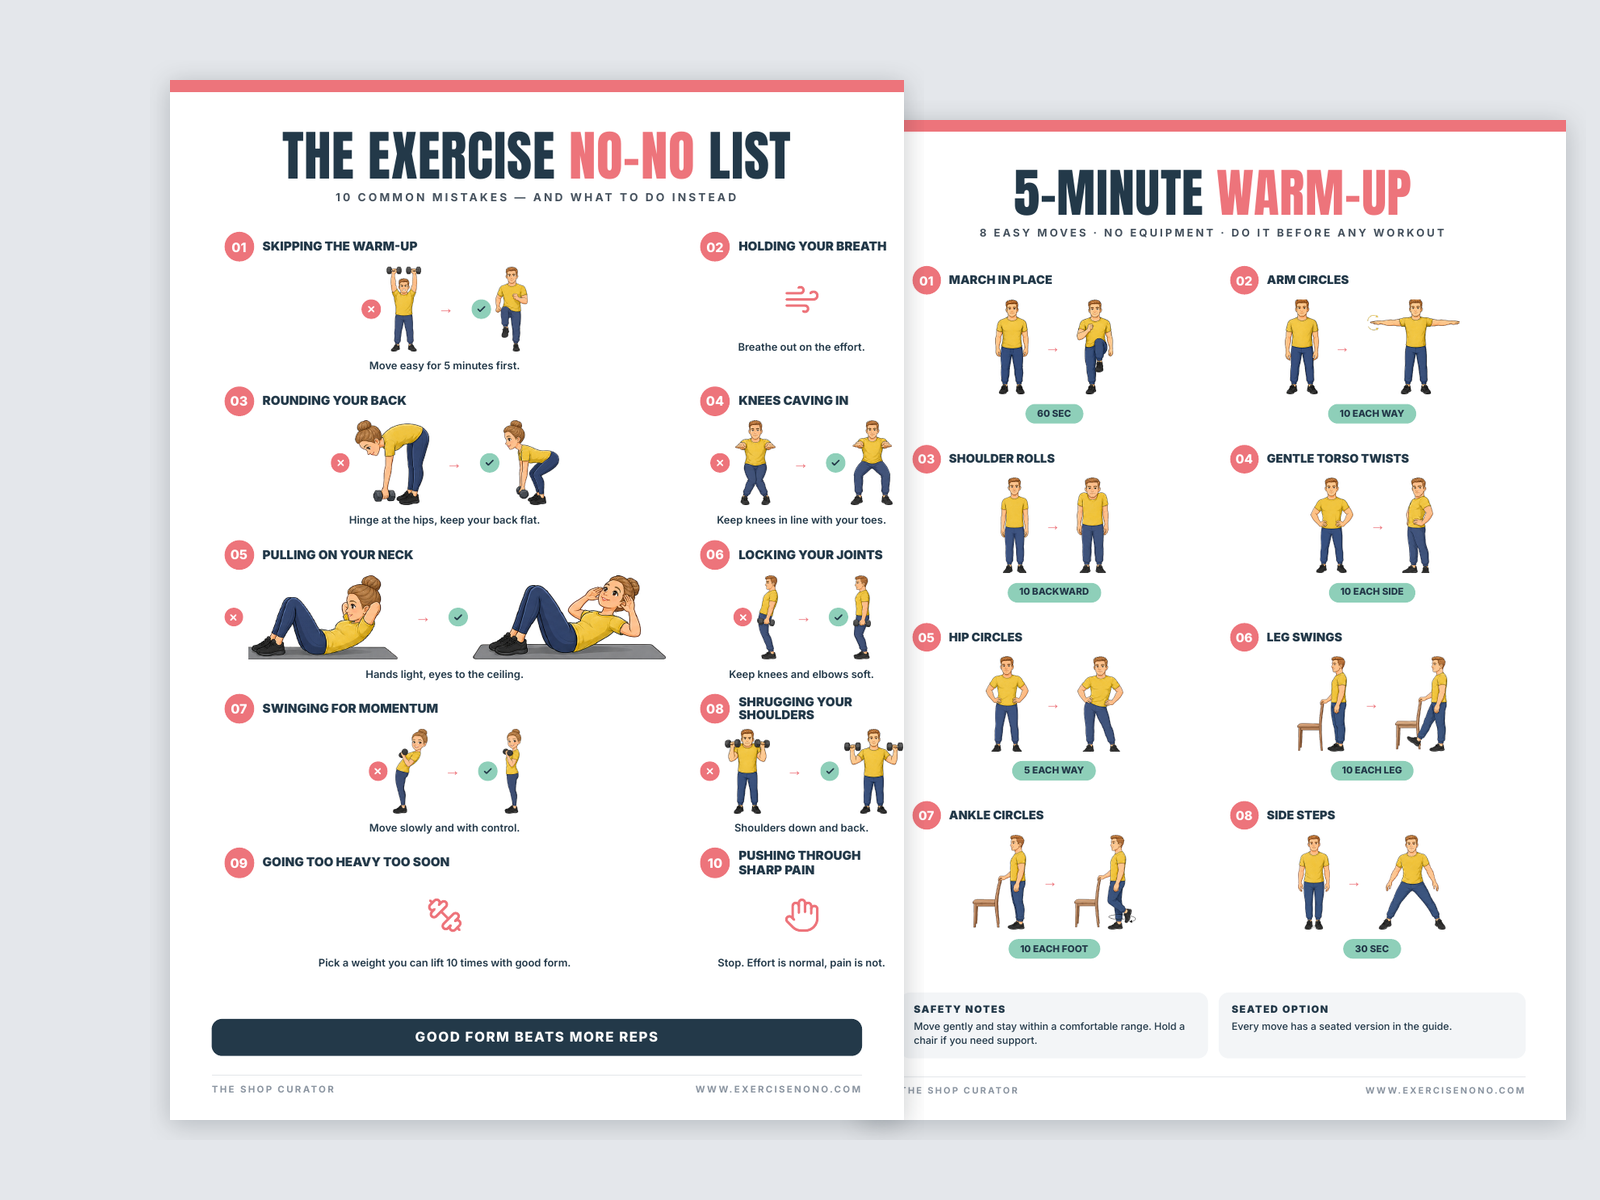 THE EXERCISE NO-NO LIST
10 COMMON MISTAKES — AND WHAT TO DO INSTEAD
01 SKIPPING THE WARM-UP
Move easy for 5 minutes first.
02 HOLDING YOUR BREATH
Breathe out on the effort.
03 ROUNDING YOUR BACK
Hinge at the hips, keep your back flat.
04 KNEES CAVING IN
Keep knees in line with your toes.
05 PULLING ON YOUR NECK
Hands light, eyes to the ceiling.
06 LOCKING YOUR JOINTS
Keep knees and elbows soft.
07 SWINGING FOR MOMENTUM
Move slowly and with control.
08 SHRUGGING YOUR
SHOULDERS
Shoulders down and back.
09 GOING TOO HEAVY TOO SOON
Pick a weight you can lift 10 times with good form.
10 PUSHING THROUGH
SHARP PAIN
Stop. Effort is normal, pain is not.
GOOD FORM BEATS MORE REPS
THE SHOP CURATOR
WWW.EXERCISENONO.COM
5-MINUTE WARM-UP
8 EASY MOVES · NO EQUIPMENT · DO IT BEFORE ANY WORKOUT
01 MARCH IN PLACE
60 SEC
02 ARM CIRCLES
10 EACH WAY
03 SHOULDER ROLLS
10 BACKWARD
04 GENTLE TORSO TWISTS
10 EACH SIDE
05 HIP CIRCLES
5 EACH WAY
06 LEG SWINGS
10 EACH LEG
07 ANKLE CIRCLES
10 EACH FOOT
08 SIDE STEPS
30 SEC
SAFETY NOTES
Move gently and stay within a comfortable range. Hold a
chair if you need support.
SEATED OPTION
Every move has a seated version in the guide.
THE SHOP CURATOR
WWW.EXERCISENONO.COM